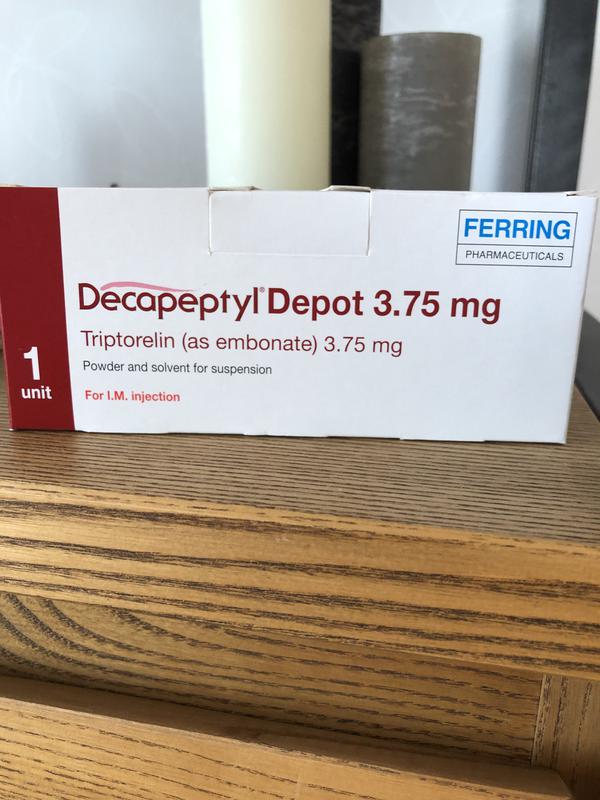 FERRING
PHARMACEUTICALS
Decapeptyl® Depot 3.75 mg
Triptorelin (as embonate) 3.75 mg
Powder and solvent for suspension
For I.M. injection
1
unit